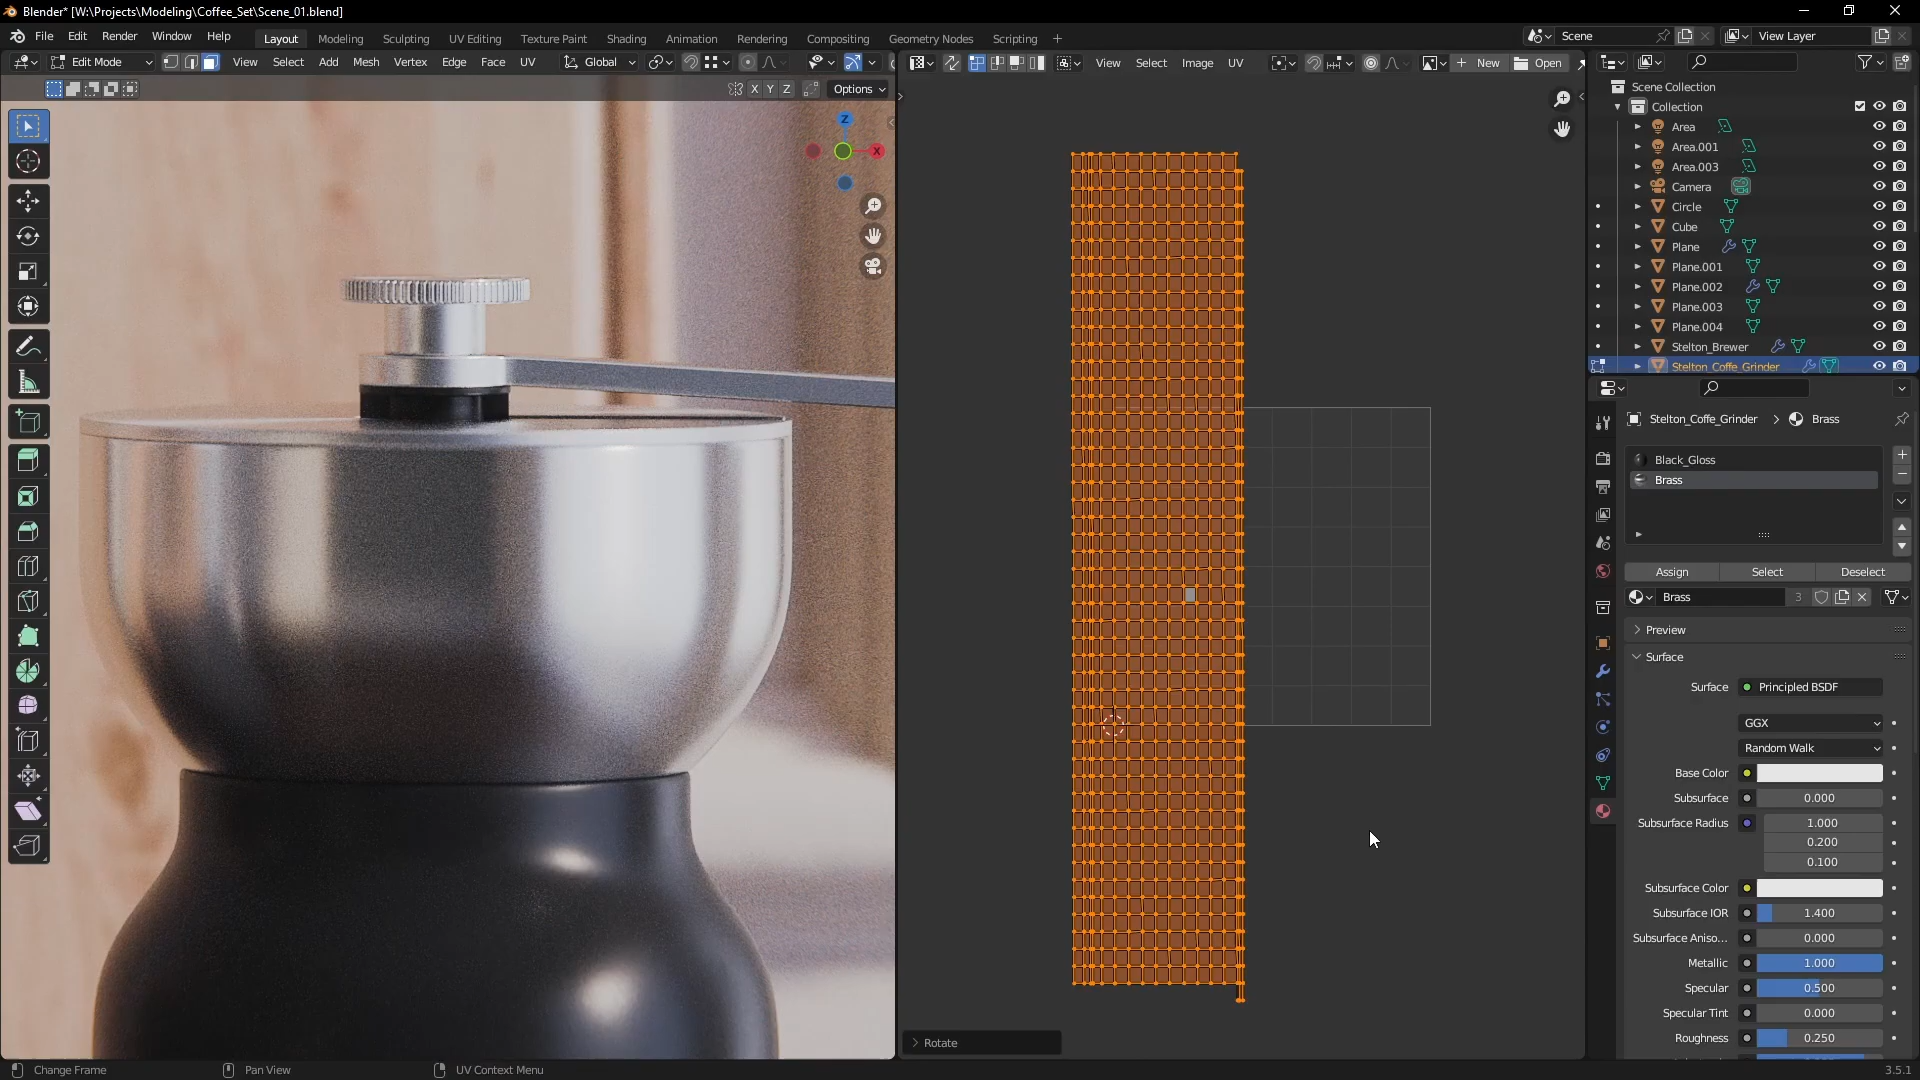 Blender* [W:\Projects\Modeling\Coffee_Set\Scene_01.blend]
File Edit Render Window Help Layout Modeling Sculpting UV Editing Texture Paint Shading Animation Rendering Compositing Geometry Nodes Scripting + Scene View Layer
Edit Mode View Select Add Mesh Vertex Edge Face UV Global
X Y Z Options
Z
X
View Select Image UV New Open
Rotate
Scene Collection
Collection
Area
Area.001
Area.003
Camera
Circle
Cube
Plane
Plane.001
Plane.002
Plane.003
Plane.004
Stelton_Brewer
Stelton_Coffe_Grinder
Stelton_Coffe_Grinder > Brass
Black_Gloss
Brass
Assign Select Deselect
Brass 3
Preview
Surface
Surface Principled BSDF
GGX
Random Walk
Base Color
Subsurface 0.000
Subsurface Radius 1.000
0.200
0.100
Subsurface Color
Subsurface IOR 1.400
Subsurface Aniso... 0.000
Metallic 1.000
Specular 0.500
Specular Tint 0.000
Roughness 0.250
Change Frame Pan View UV Context Menu 3.5.1